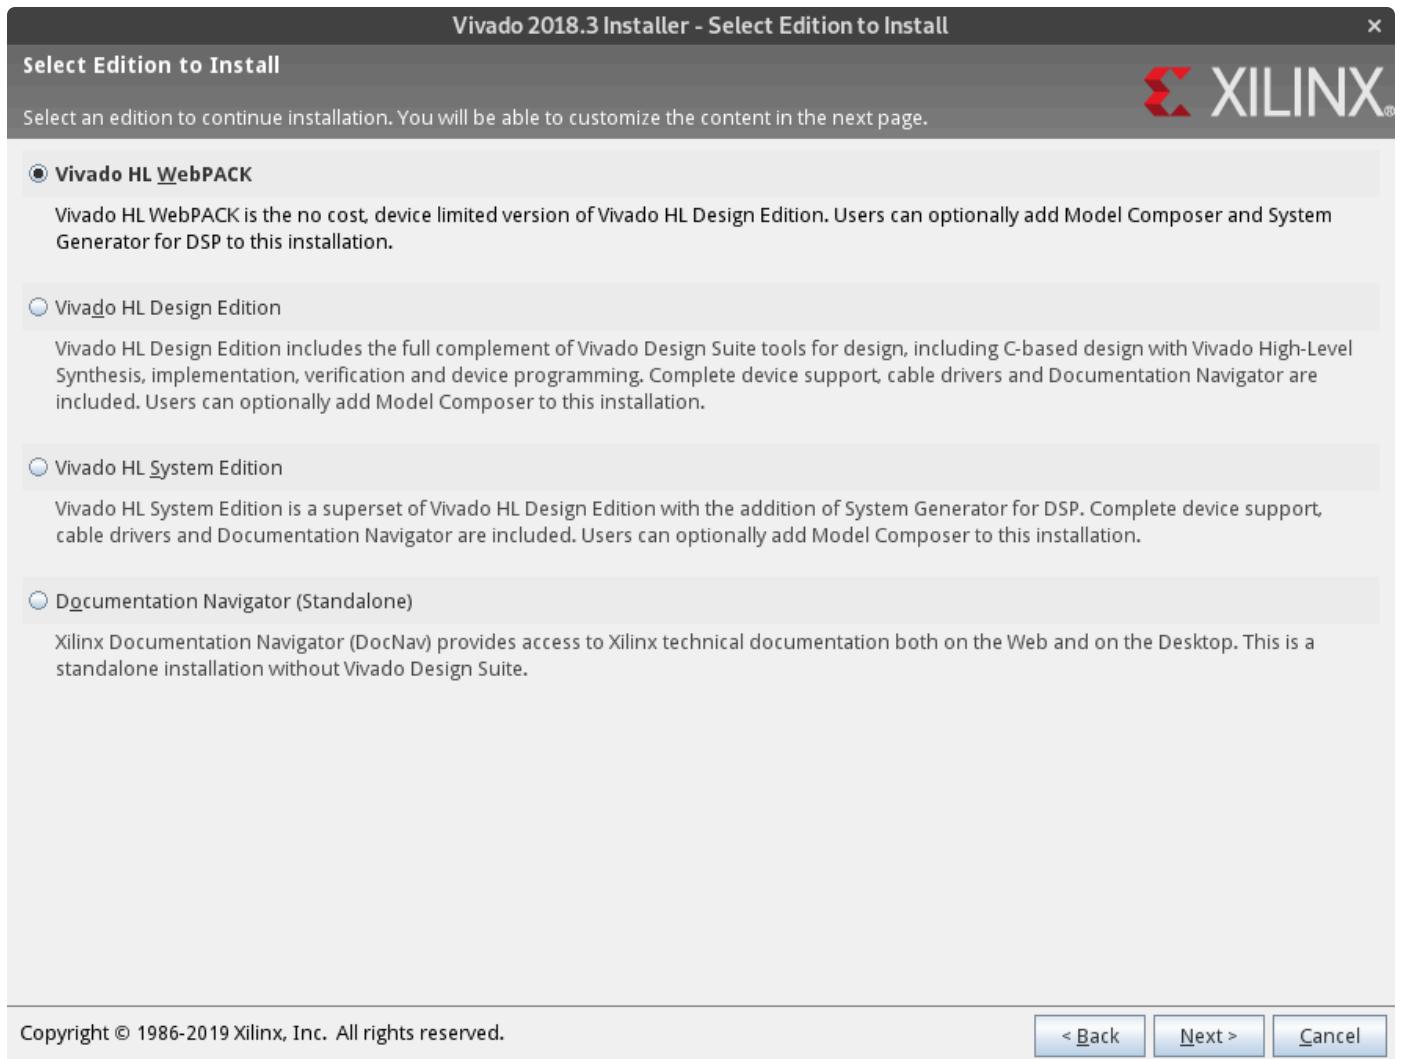 Vivado 2018.3 Installer - Select Edition to Install
×
Select Edition to Install
XILINX®
Select an edition to continue installation. You will be able to customize the content in the next page.
Vivado HL WebPACK
Vivado HL WebPACK is the no cost, device limited version of Vivado HL Design Edition. Users can optionally add Model Composer and System
Generator for DSP to this installation.
Vivado HL Design Edition
Vivado HL Design Edition includes the full complement of Vivado Design Suite tools for design, including C-based design with Vivado High-Level
Synthesis, implementation, verification and device programming. Complete device support, cable drivers and Documentation Navigator are
included. Users can optionally add Model Composer to this installation.
Vivado HL System Edition
Vivado HL System Edition is a superset of Vivado HL Design Edition with the addition of System Generator for DSP. Complete device support,
cable drivers and Documentation Navigator are included. Users can optionally add Model Composer to this installation.
Documentation Navigator (Standalone)
Xilinx Documentation Navigator (DocNav) provides access to Xilinx technical documentation both on the Web and on the Desktop. This is a
standalone installation without Vivado Design Suite.
Copyright © 1986-2019 Xilinx, Inc. All rights reserved.
< Back
Next >
Cancel